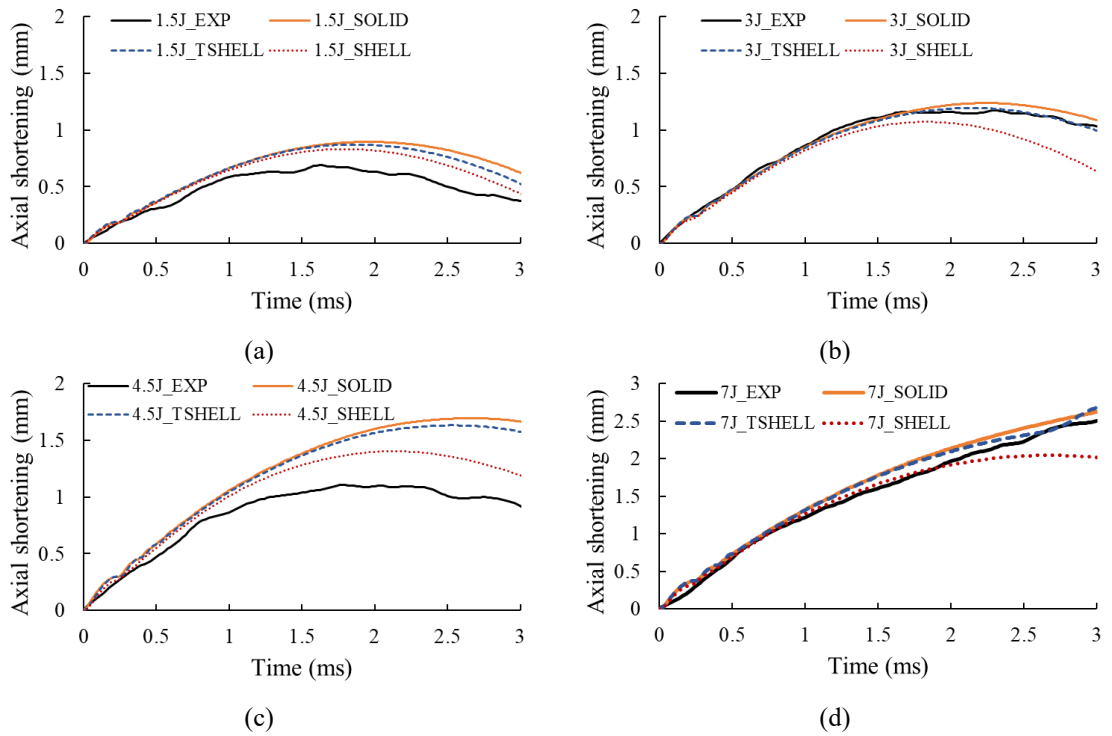 1.5J_EXP 1.5J_SOLID
1.5J_TSHELL 1.5J_SHELL
Axial shortening (mm)
2
1.5
1
0.5
0
0 0.5 1 1.5 2 2.5 3
Time (ms)
(a)
3J_EXP 3J_SOLID
3J_TSHELL 3J_SHELL
Axial shortening (mm)
2
1.5
1
0.5
0
0 0.5 1 1.5 2 2.5 3
Time (ms)
(b)
4.5J_EXP 4.5J_SOLID
4.5J_TSHELL 4.5J_SHELL
Axial shortening (mm)
2
1.5
1
0.5
0
0 0.5 1 1.5 2 2.5 3
Time (ms)
(c)
7J_EXP 7J_SOLID
7J_TSHELL 7J_SHELL
Axial shortening (mm)
3
2.5
2
1.5
1
0.5
0
0 0.5 1 1.5 2 2.5 3
Time (ms)
(d)